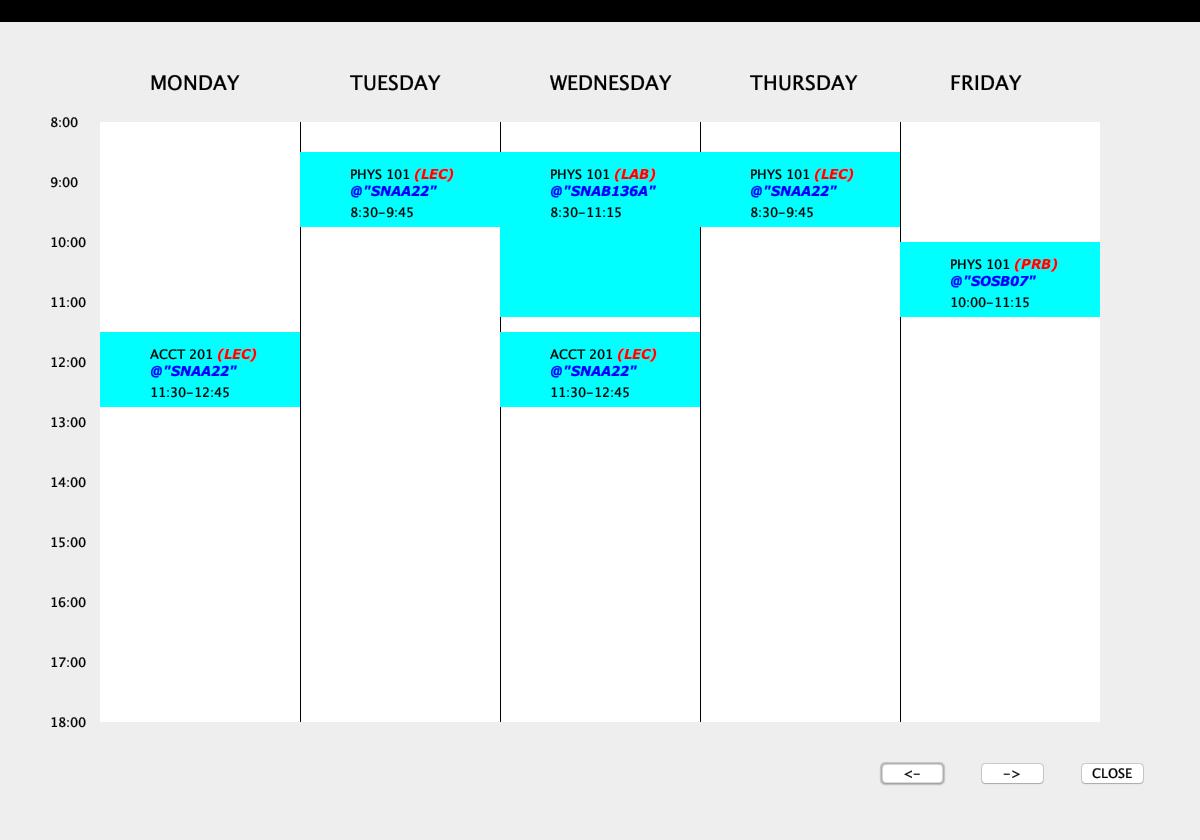 MONDAY TUESDAY WEDNESDAY THURSDAY FRIDAY
8:00
PHYS 101 (LEC) PHYS 101 (LAB) PHYS 101 (LEC)
9:00
@"SNAA22" @"SNAB136A" @"SNAA22"
8:30-9:45 8:30-11:15 8:30-9:45
10:00
PHYS 101 (PRB)
@"SOSB07"
11:00 10:00-11:15
ACCT 201 (LEC) ACCT 201 (LEC)
12:00
@"SNAA22" @"SNAA22"
11:30-12:45 11:30-12:45
13:00
14:00
15:00
16:00
17:00
18:00
<- -> CLOSE